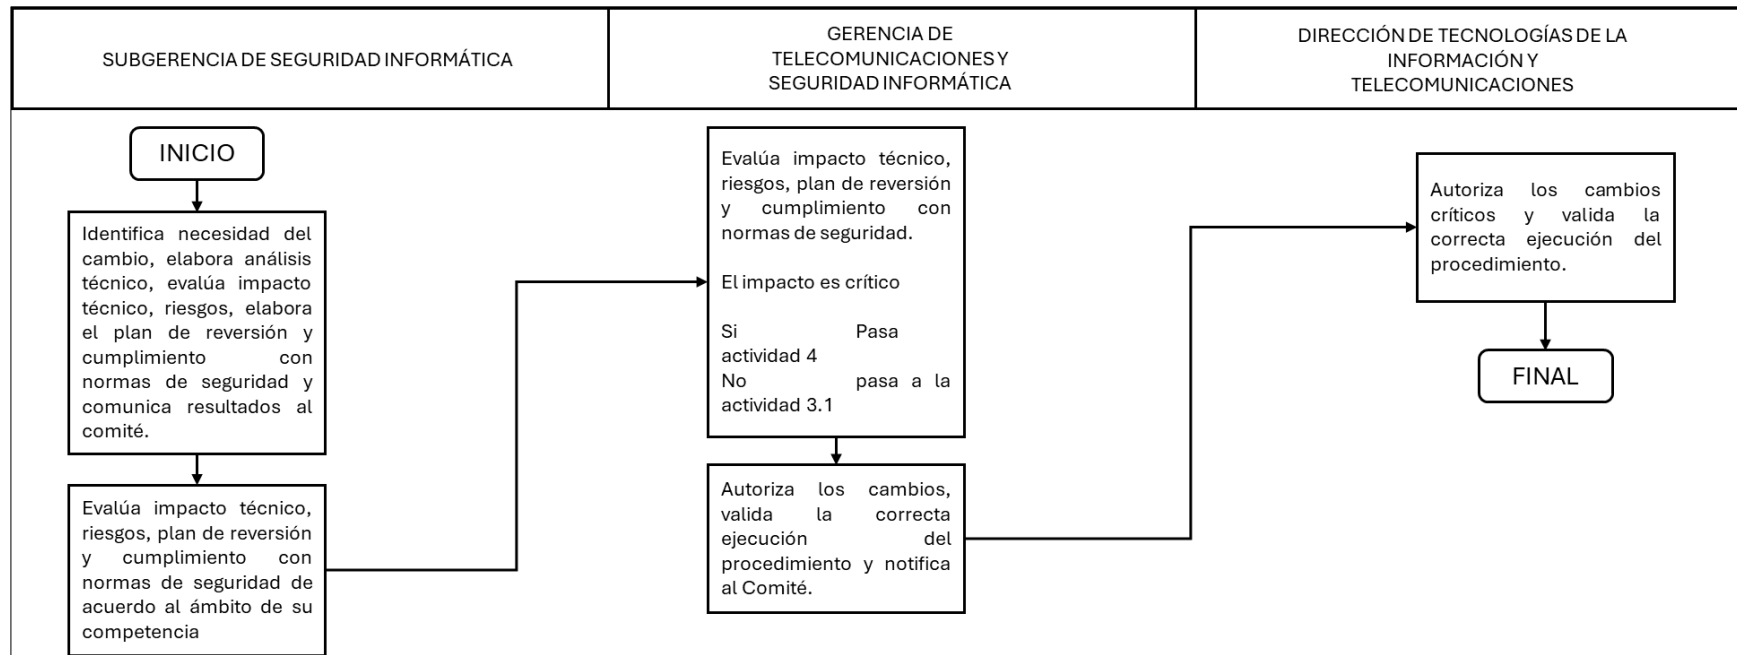 SUBGERENCIA DE SEGURIDAD INFORMÁTICA
GERENCIA DE
TELECOMUNICACIONES Y
SEGURIDAD INFORMÁTICA
DIRECCIÓN DE TECNOLOGÍAS DE LA
INFORMACIÓN Y
TELECOMUNICACIONES
INICIO
Identifica necesidad del
cambio, elabora análisis
técnico, evalúa impacto
técnico, riesgos, elabora
el plan de reversión y
cumplimiento con
normas de seguridad y
comunica resultados al
comité.
Evalúa impacto técnico,
riesgos, plan de reversión
y cumplimiento con
normas de seguridad de
acuerdo al ámbito de su
competencia
Evalúa impacto técnico,
riesgos, plan de reversión
y cumplimiento con
normas de seguridad.
El impacto es crítico
Si Pasa
actividad 4
No pasa a la
actividad 3.1
Autoriza los cambios,
valida la correcta
ejecución del
procedimiento y notifica
al Comité.
Autoriza los cambios
críticos y valida la
correcta ejecución del
procedimiento.
FINAL